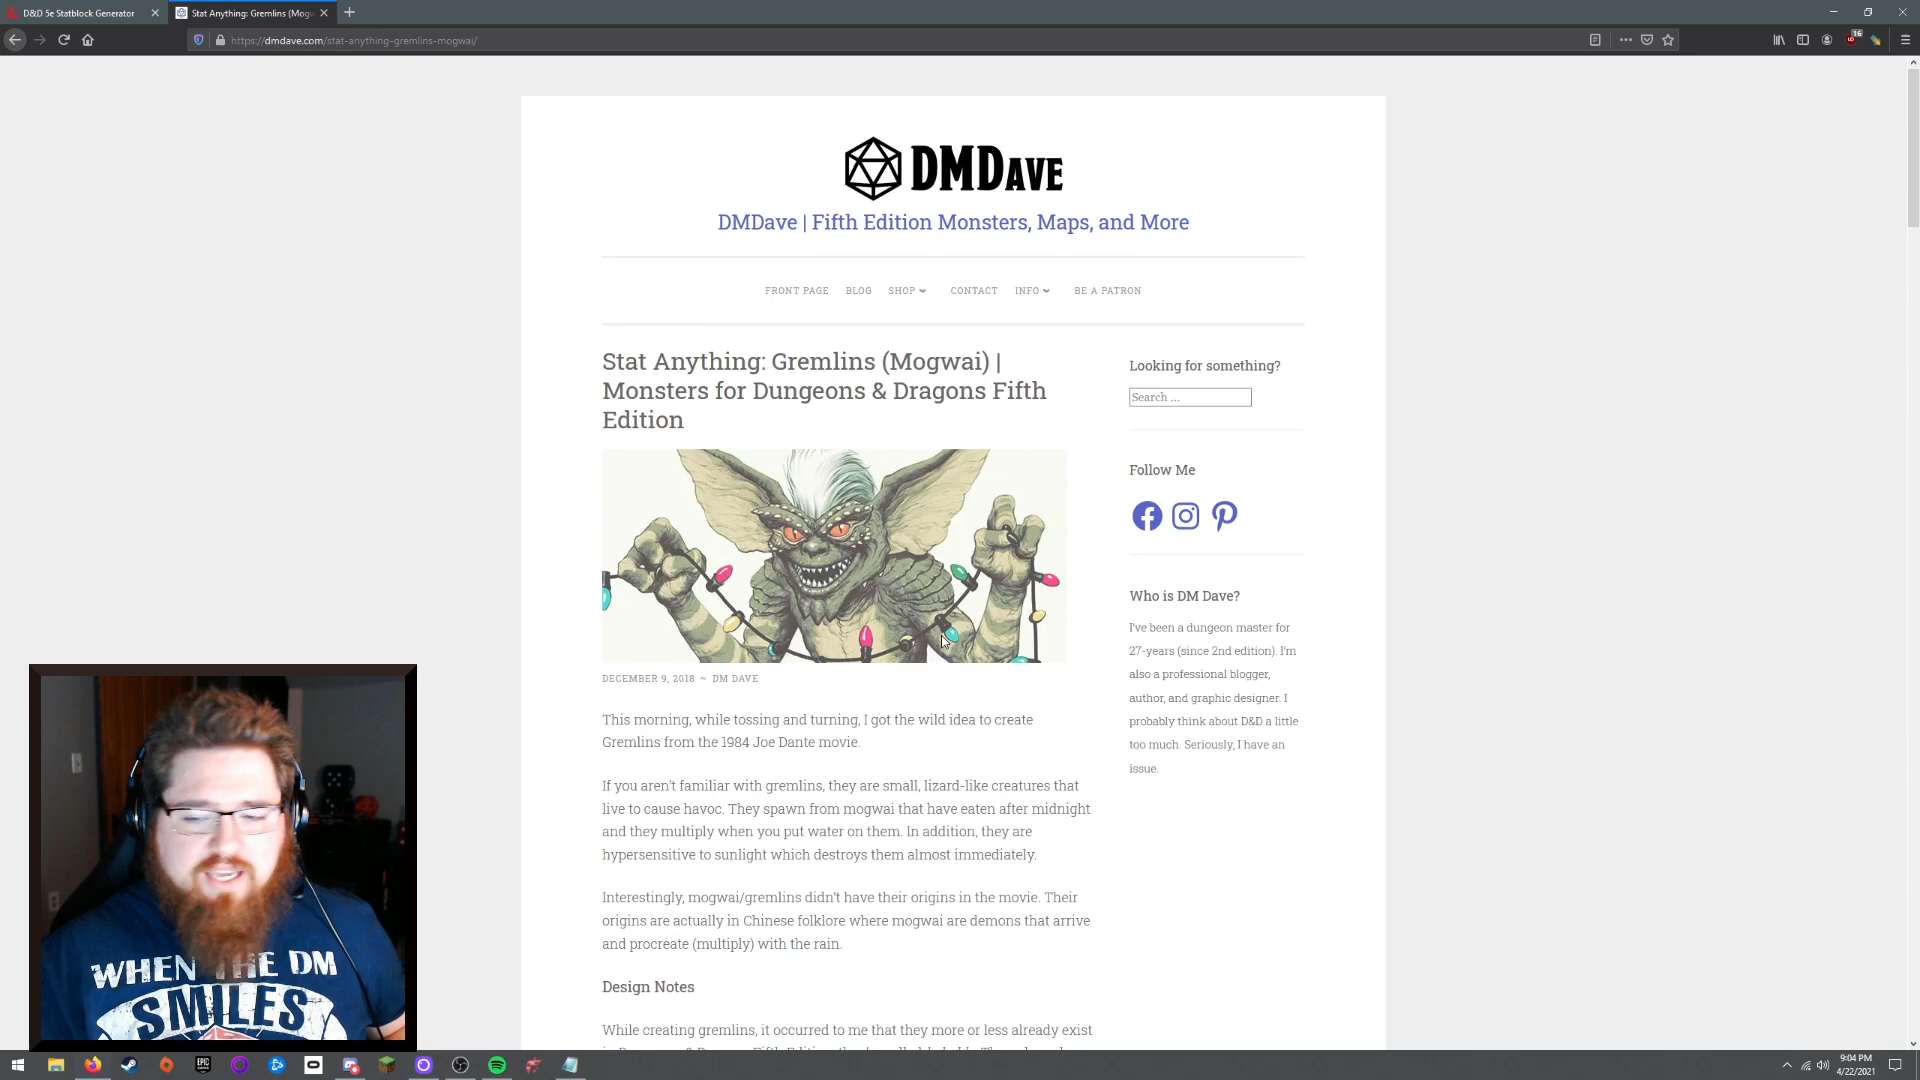 D&D 5e Statblock Generator
Stat Anything: Gremlins (Mogw
https://dmdave.com/stat-anything-gremlins-mogwai/
16
DMDAVE
DMDave | Fifth Edition Monsters, Maps, and More
FRONT PAGE BLOG SHOP CONTACT INFO BE A PATRON
Stat Anything: Gremlins (Mogwai) |
Monsters for Dungeons & Dragons Fifth
Edition
DECEMBER 9, 2018 ~ DM DAVE
This morning, while tossing and turning, I got the wild idea to create
Gremlins from the 1984 Joe Dante movie.
If you aren't familiar with gremlins, they are small, lizard-like creatures that
live to cause havoc. They spawn from mogwai that have eaten after midnight
and they multiply when you put water on them. In addition, they are
hypersensitive to sunlight which destroys them almost immediately.
Interestingly, mogwai/gremlins didn't have their origins in the movie. Their
origins are actually in Chinese folklore where mogwai are demons that arrive
and procreate (multiply) with the rain.
Design Notes
While creating gremlins, it occurred to me that they more or less already exist
Looking for something?
Search ...
Follow Me
Who is DM Dave?
I've been a dungeon master for
27-years (since 2nd edition). I'm
also a professional blogger,
author, and graphic designer. I
probably think about D&D a little
too much. Seriously, I have an
issue.
WHEN THE DM
SMILES
EPIC
9:04 PM
4/22/2021